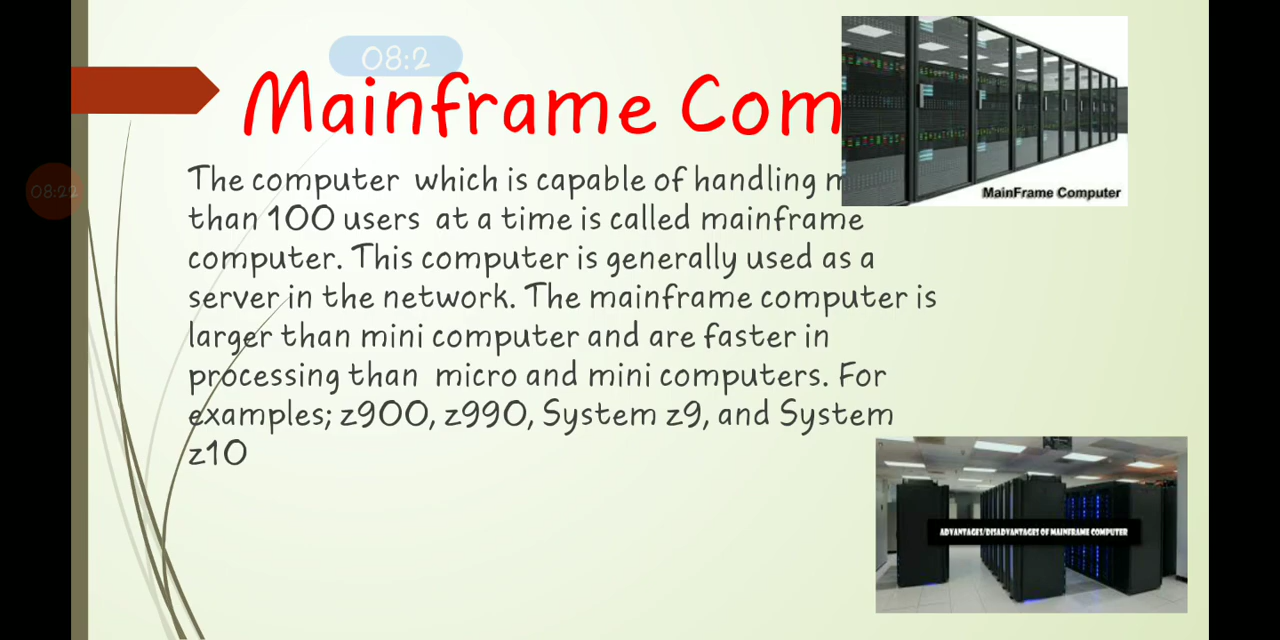 08:2
Mainframe Com
MainFrame Computer
08:22
The computer which is capable of handling
than 100 users at a time is called mainframe
computer. This computer is generally used as a
server in the network. The mainframe computer is
larger than mini computer and are faster in
processing than micro and mini computers. For
examples; z900, z990, System z9, and System
z10
ADVANTAGES/DISADVANTAGES OF MAINFRAME COMPUTER